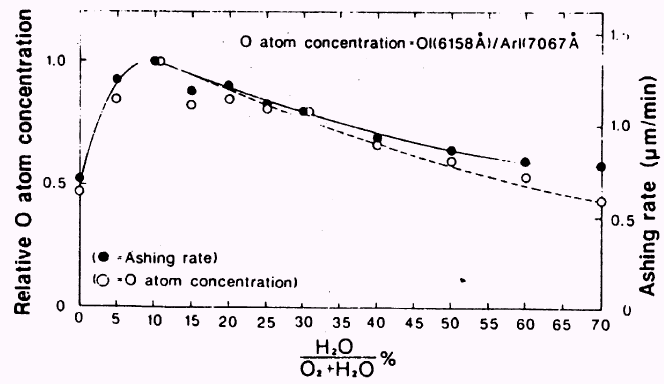 O atom concentration=OI(6158Å)/ArI(7067Å
Relative O atom concentration
1.0
0.5
0
Ashing rate (μm/min)
1.0
0.5
0
(●=Ashing rate)
(○=O atom concentration)
0 5 10 15 20 25 30 35 40 45 50 55 60 65 70
H₂O
O₂+H₂O %